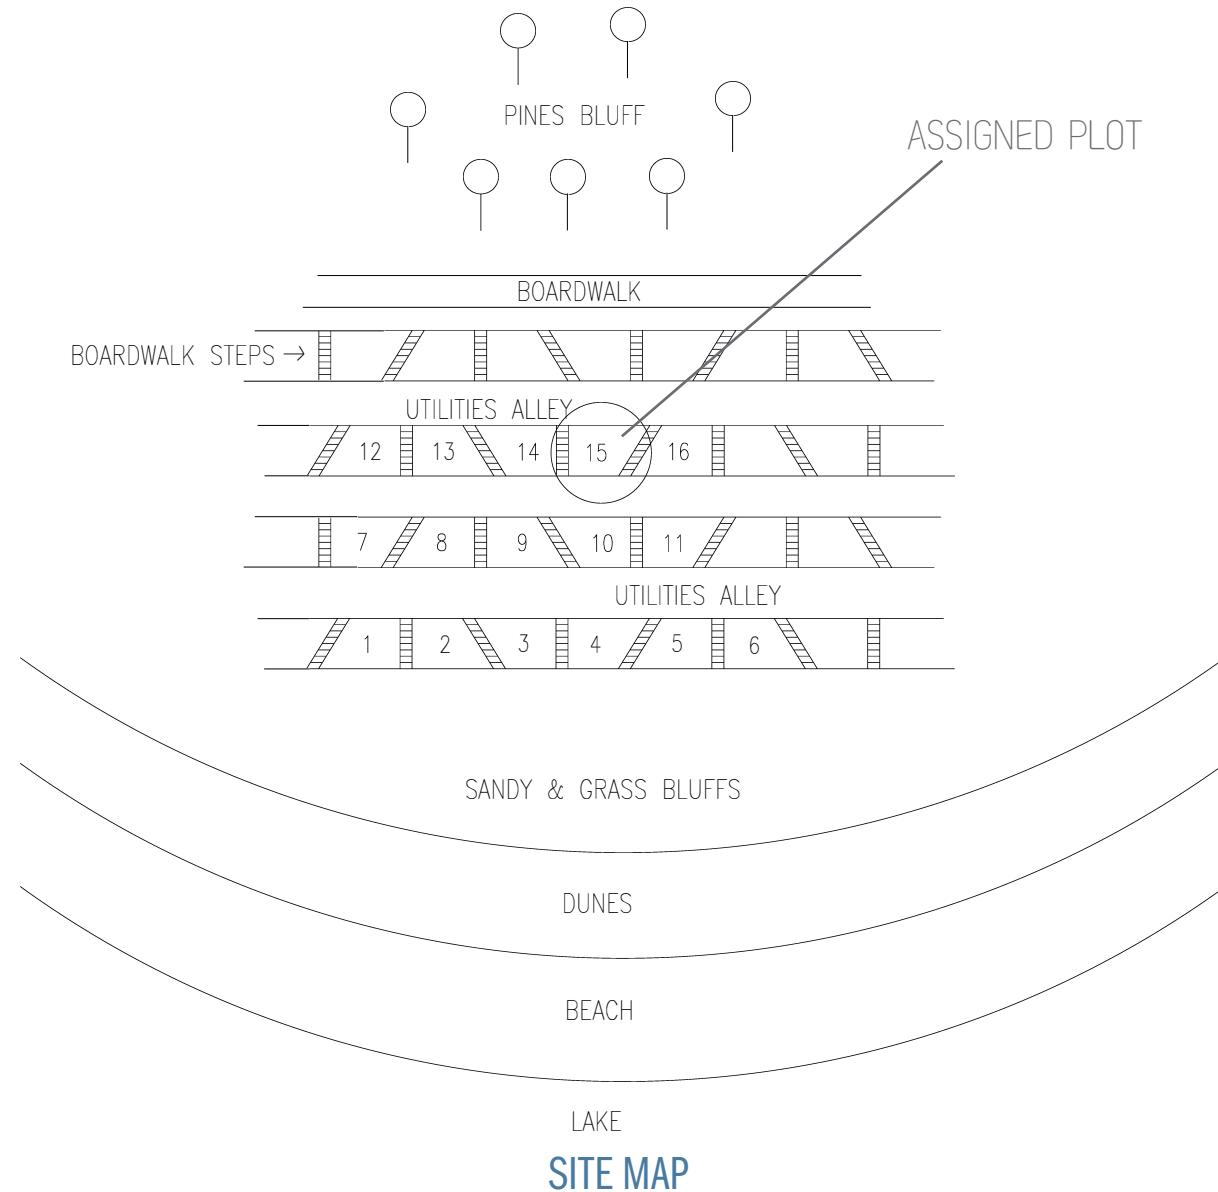 PINES BLUFF
ASSIGNED PLOT
BOARDWALK
BOARDWALK STEPS →
UTILITIES ALLEY
12 13 14 15 16
7 8 9 10 11
UTILITIES ALLEY
1 2 3 4 5 6
SANDY & GRASS BLUFFS
DUNES
BEACH
LAKE
SITE MAP